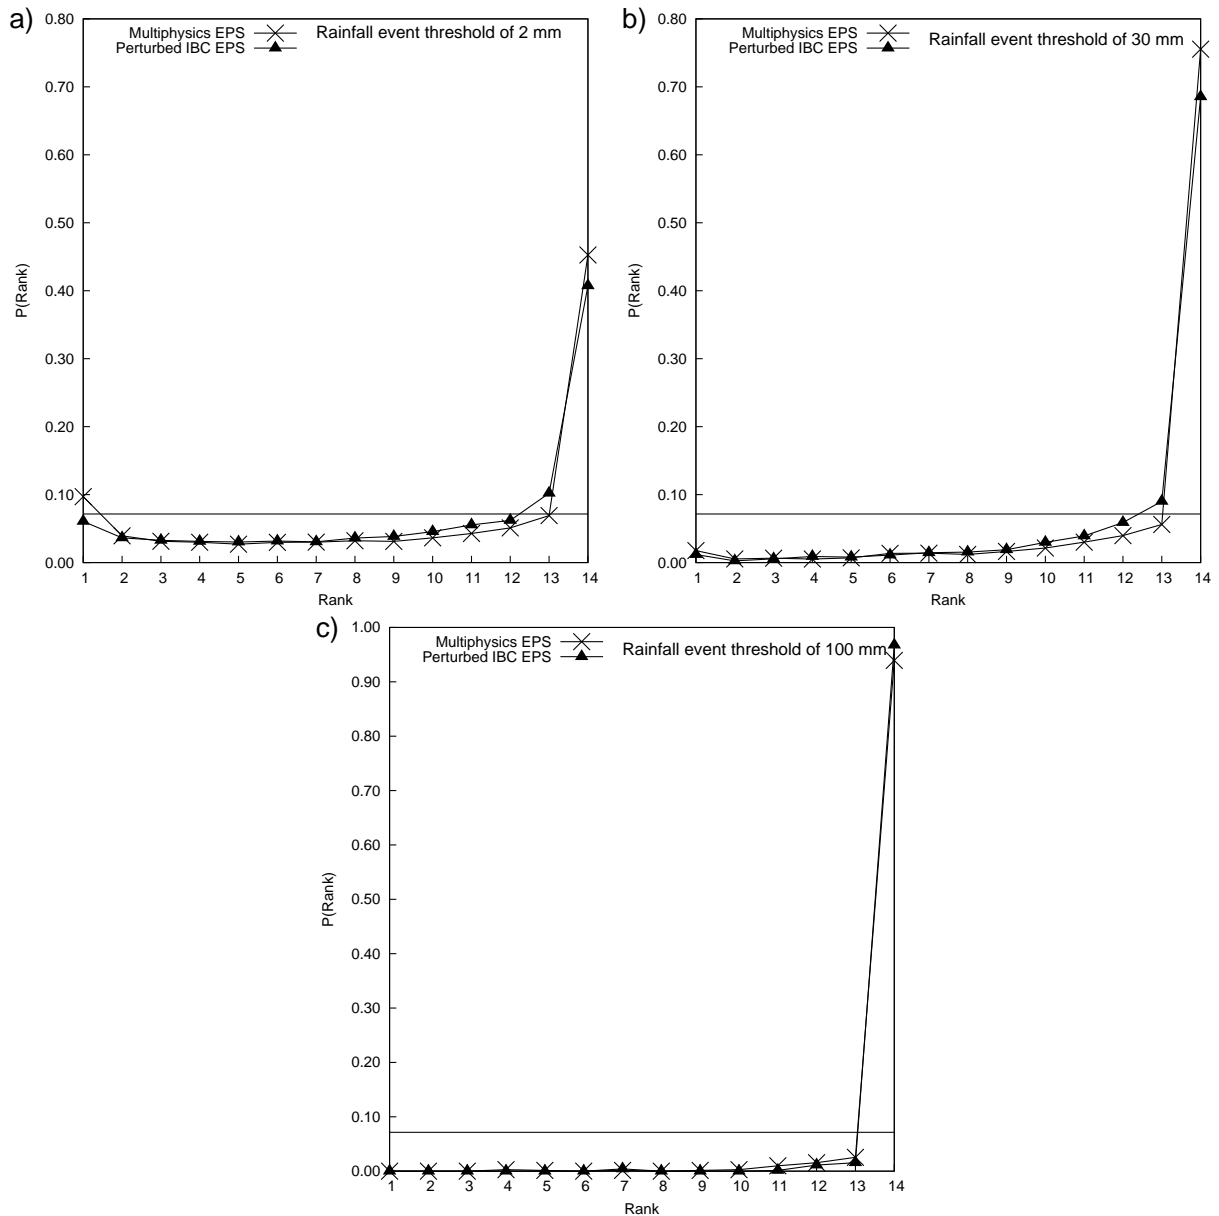 a)
Multiphysics EPS
Perturbed IBC EPS
Rainfall event threshold of 2 mm
0.80
0.70
0.60
0.50
0.40
0.30
0.20
0.10
0.00
P(Rank)
1 2 3 4 5 6 7 8 9 10 11 12 13 14
Rank
b)
Multiphysics EPS
Perturbed IBC EPS
Rainfall event threshold of 30 mm
0.80
0.70
0.60
0.50
0.40
0.30
0.20
0.10
0.00
P(Rank)
1 2 3 4 5 6 7 8 9 10 11 12 13 14
Rank
c)
Multiphysics EPS
Perturbed IBC EPS
Rainfall event threshold of 100 mm
1.00
0.90
0.80
0.70
0.60
0.50
0.40
0.30
0.20
0.10
0.00
P(Rank)
1 2 3 4 5 6 7 8 9 10 11 12 13 14
Rank